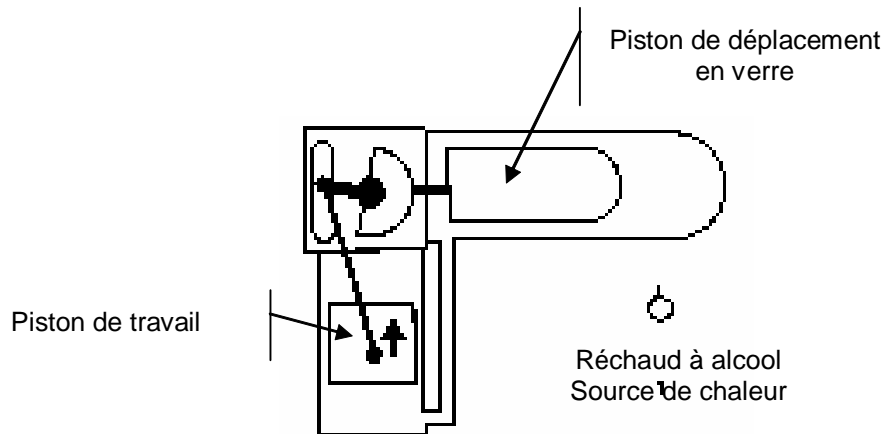 Piston de déplacement
en verre
Piston de travail
Réchaud à alcool
Source de chaleur